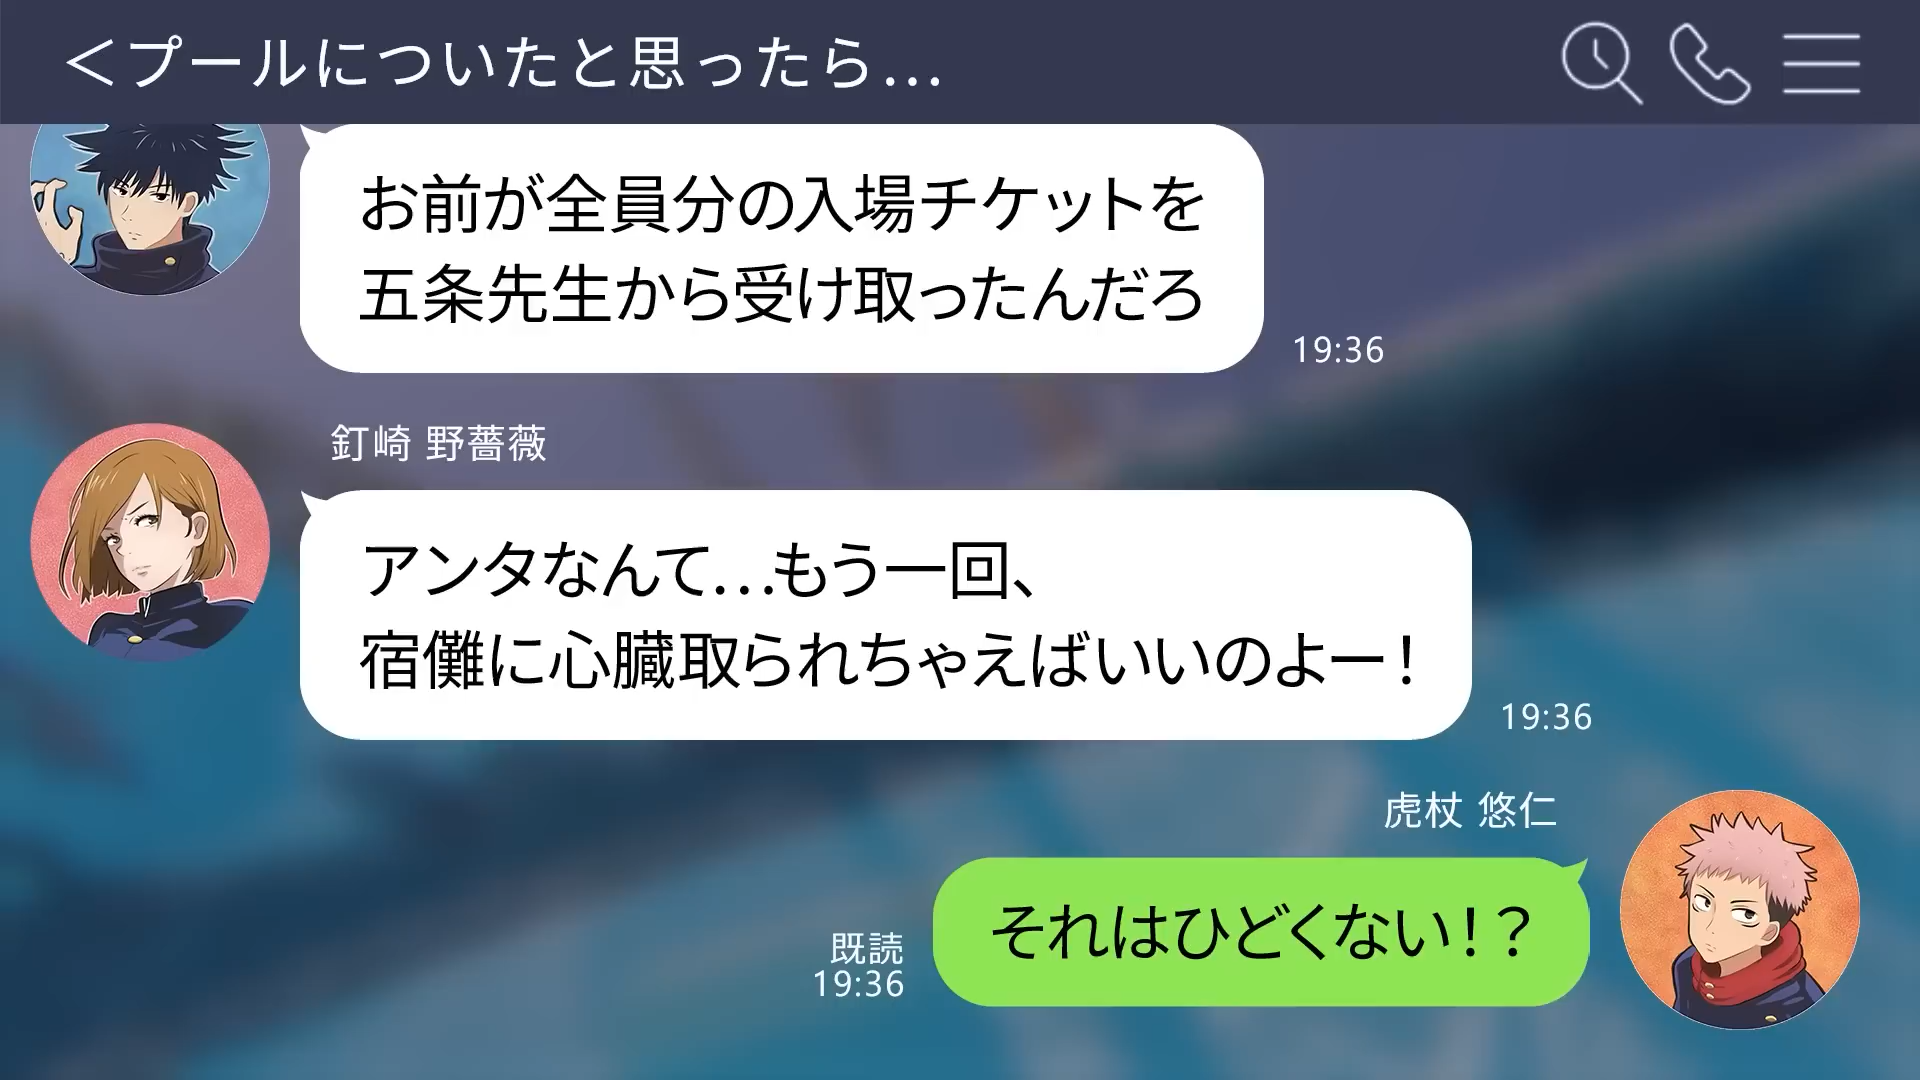 ＜プールについたと思ったら…
お前が全員分の入場チケットを
五条先生から受け取ったんだろ
19:36
釘崎 野薔薇
アンタなんて…もう一回、
宿儺に心臓取られちゃえばいいのよー！
19:36
虎杖 悠仁
それはひどくない！？
既読
19:36